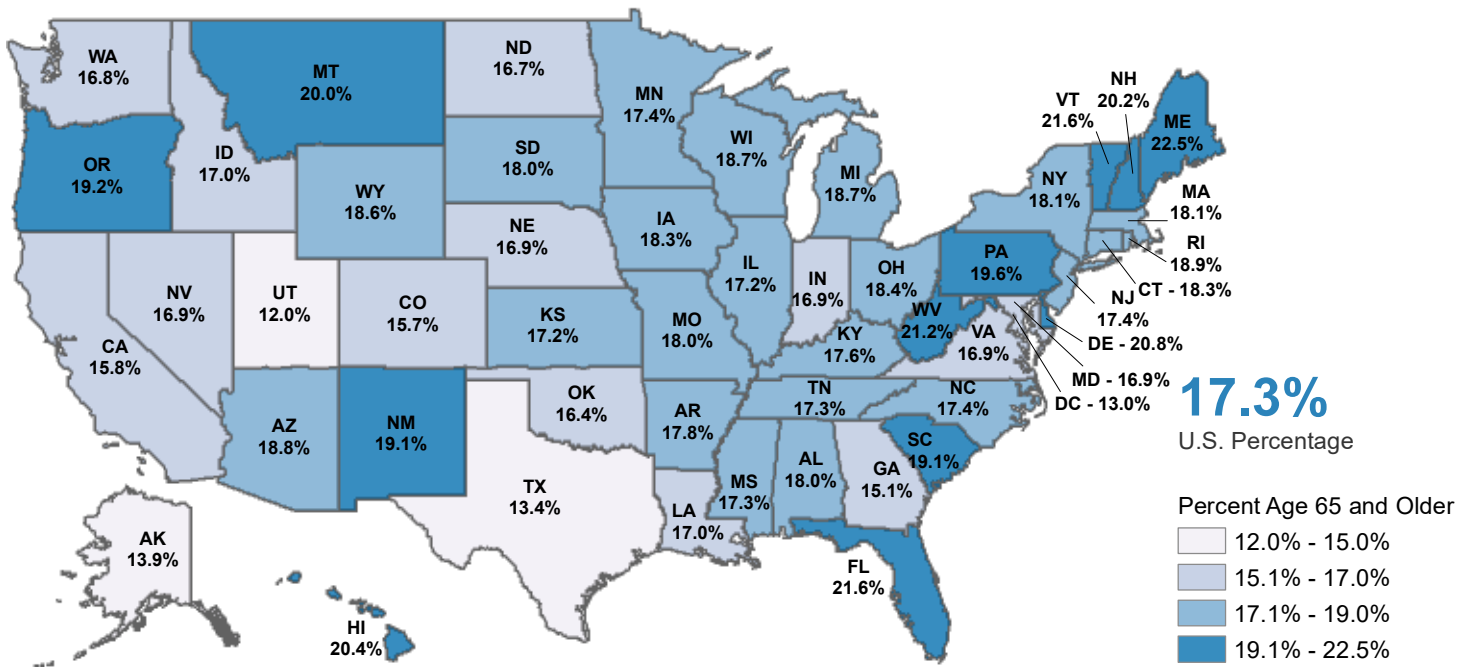 WA
16.8%
MT
20.0%
ND
16.7%
MN
17.4%
NH
20.2%
VT
21.6%
ME
22.5%
OR
19.2%
ID
17.0%
WY
18.6%
SD
18.0%
WI
18.7%
MI
18.7%
NY
18.1%
MA
18.1%
RI
18.9%
CT - 18.3%
NJ
17.4%
DE - 20.8%
MD - 16.9%
DC - 13.0%
NE
16.9%
IA
18.3%
IL
17.2%
IN
16.9%
OH
18.4%
PA
19.6%
WV
21.2%
VA
16.9%
CA
15.8%
NV
16.9%
UT
12.0%
CO
15.7%
KS
17.2%
MO
18.0%
KY
17.6%
TN
17.3%
NC
17.4%
SC
19.1%
AZ
18.8%
NM
19.1%
OK
16.4%
AR
17.8%
TX
13.4%
LA
17.0%
MS
17.3%
AL
18.0%
GA
15.1%
FL
21.6%
AK
13.9%
HI
20.4%
17.3%
U.S. Percentage
Percent Age 65 and Older
12.0% - 15.0%
15.1% - 17.0%
17.1% - 19.0%
19.1% - 22.5%